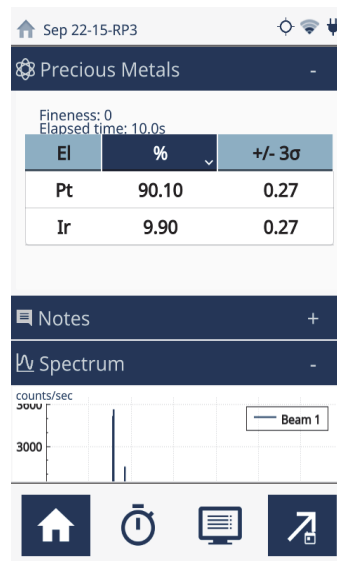 Sep 22-15-RP3
Precious Metals -
Fineness: 0
Elapsed time: 10.0s
El % +/- 3σ
Pt 90.10 0.27
Ir 9.90 0.27
Notes +
Spectrum -
counts/sec
3600
Beam 1
3000